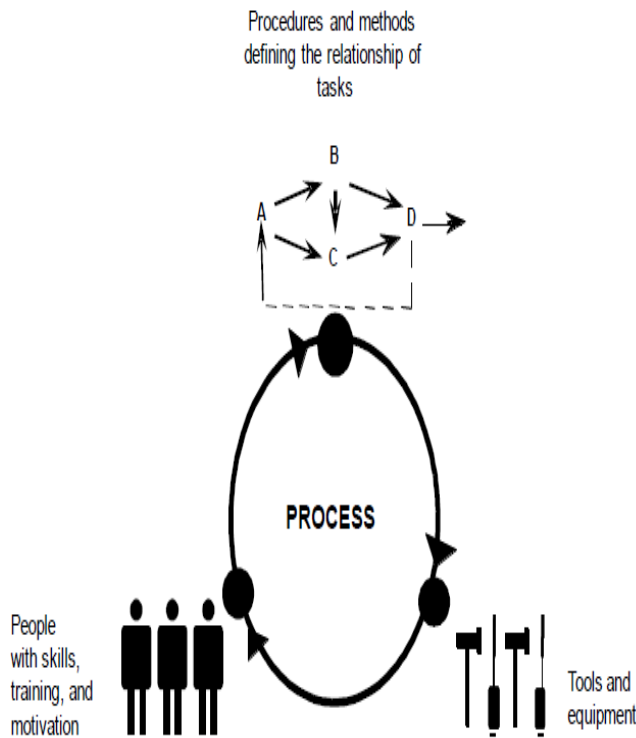 Procedures and methods
defining the relationship of
tasks
B
A
D
C
PROCESS
People
with skills,
training, and
motivation
Tools and
equipment